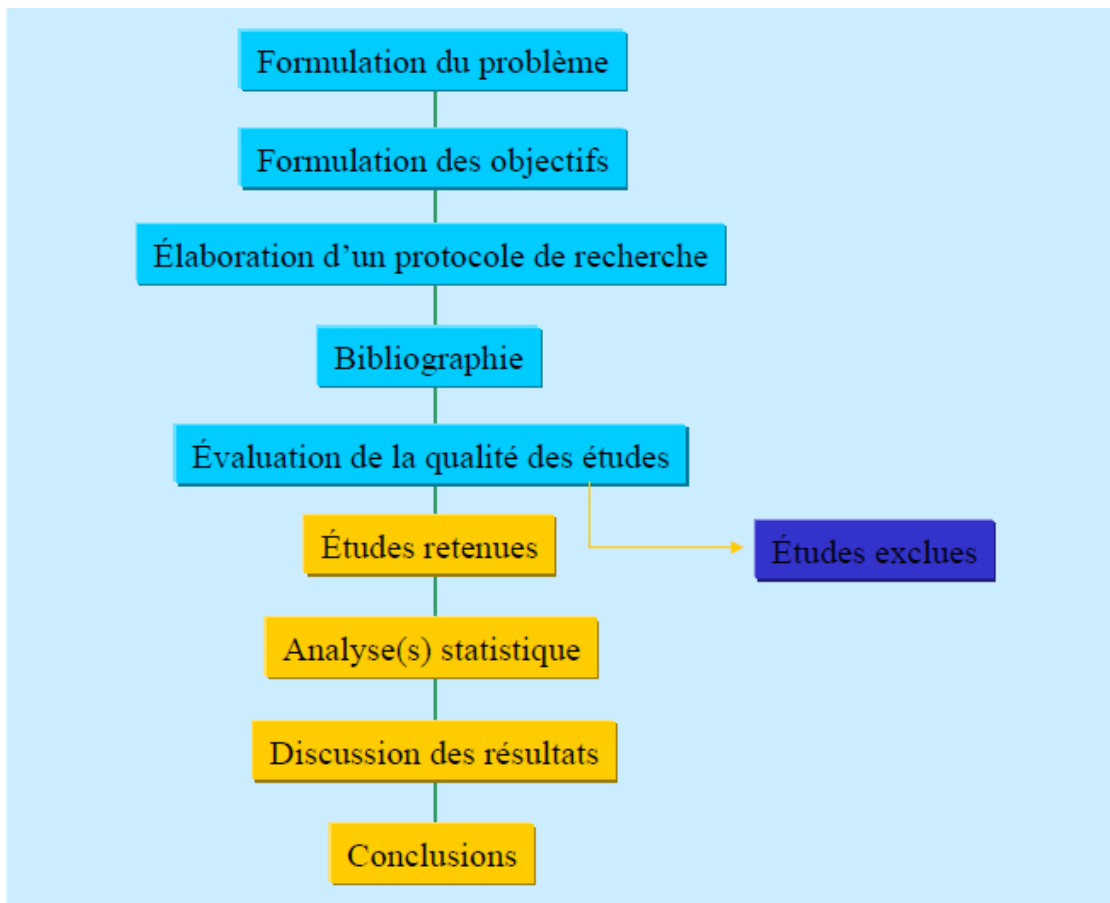 Formulation du problème
Formulation des objectifs
Élaboration d’un protocole de recherche
Bibliographie
Évaluation de la qualité des études
Études retenues
Études exclues
Analyse(s) statistique
Discussion des résultats
Conclusions